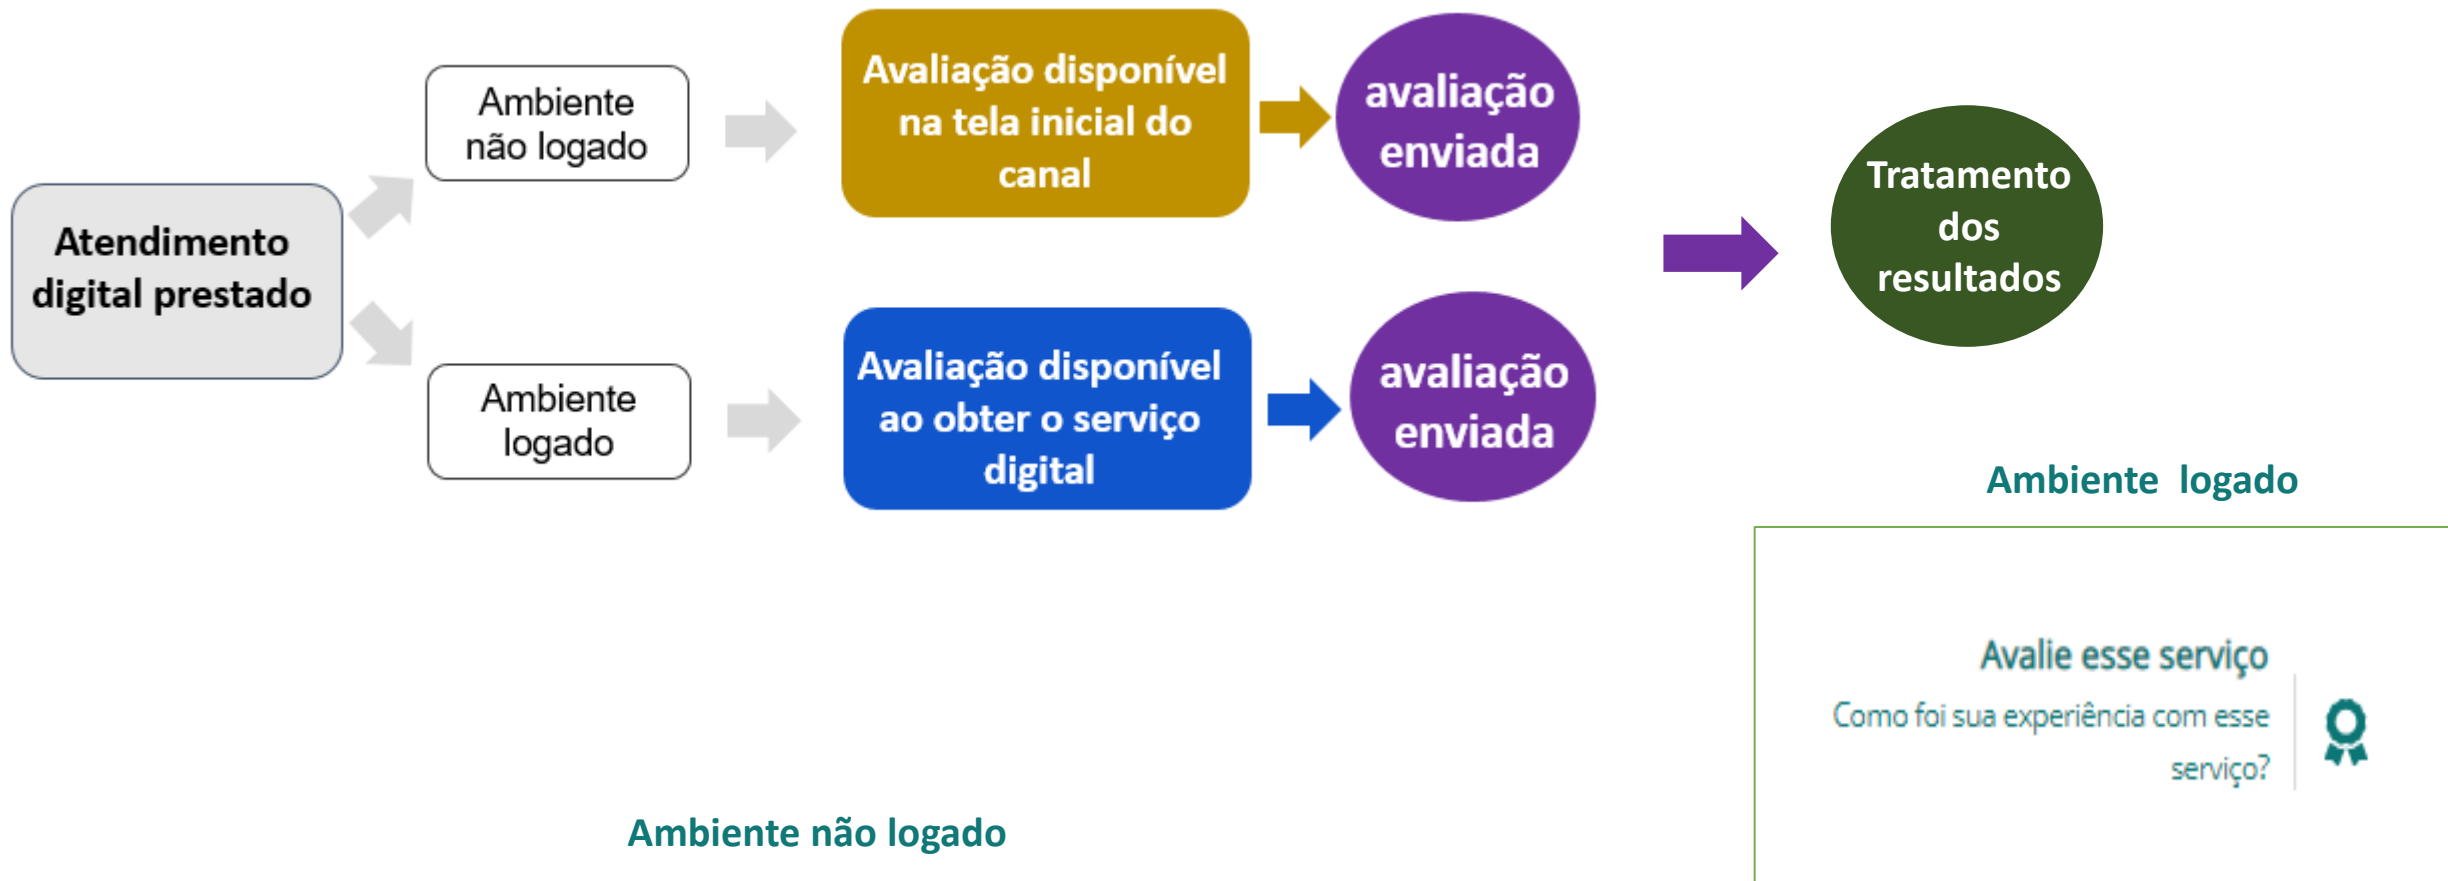 Atendimento
digital prestado
Ambiente
não logado
Avaliação disponível
na tela inicial do
canal
avaliação
enviada
Ambiente
logado
Avaliação disponível
ao obter o serviço
digital
avaliação
enviada
Tratamento
dos
resultados
Ambiente  logado
Avalie esse serviço
Como foi sua experiência com esse
serviço?
Ambiente não logado